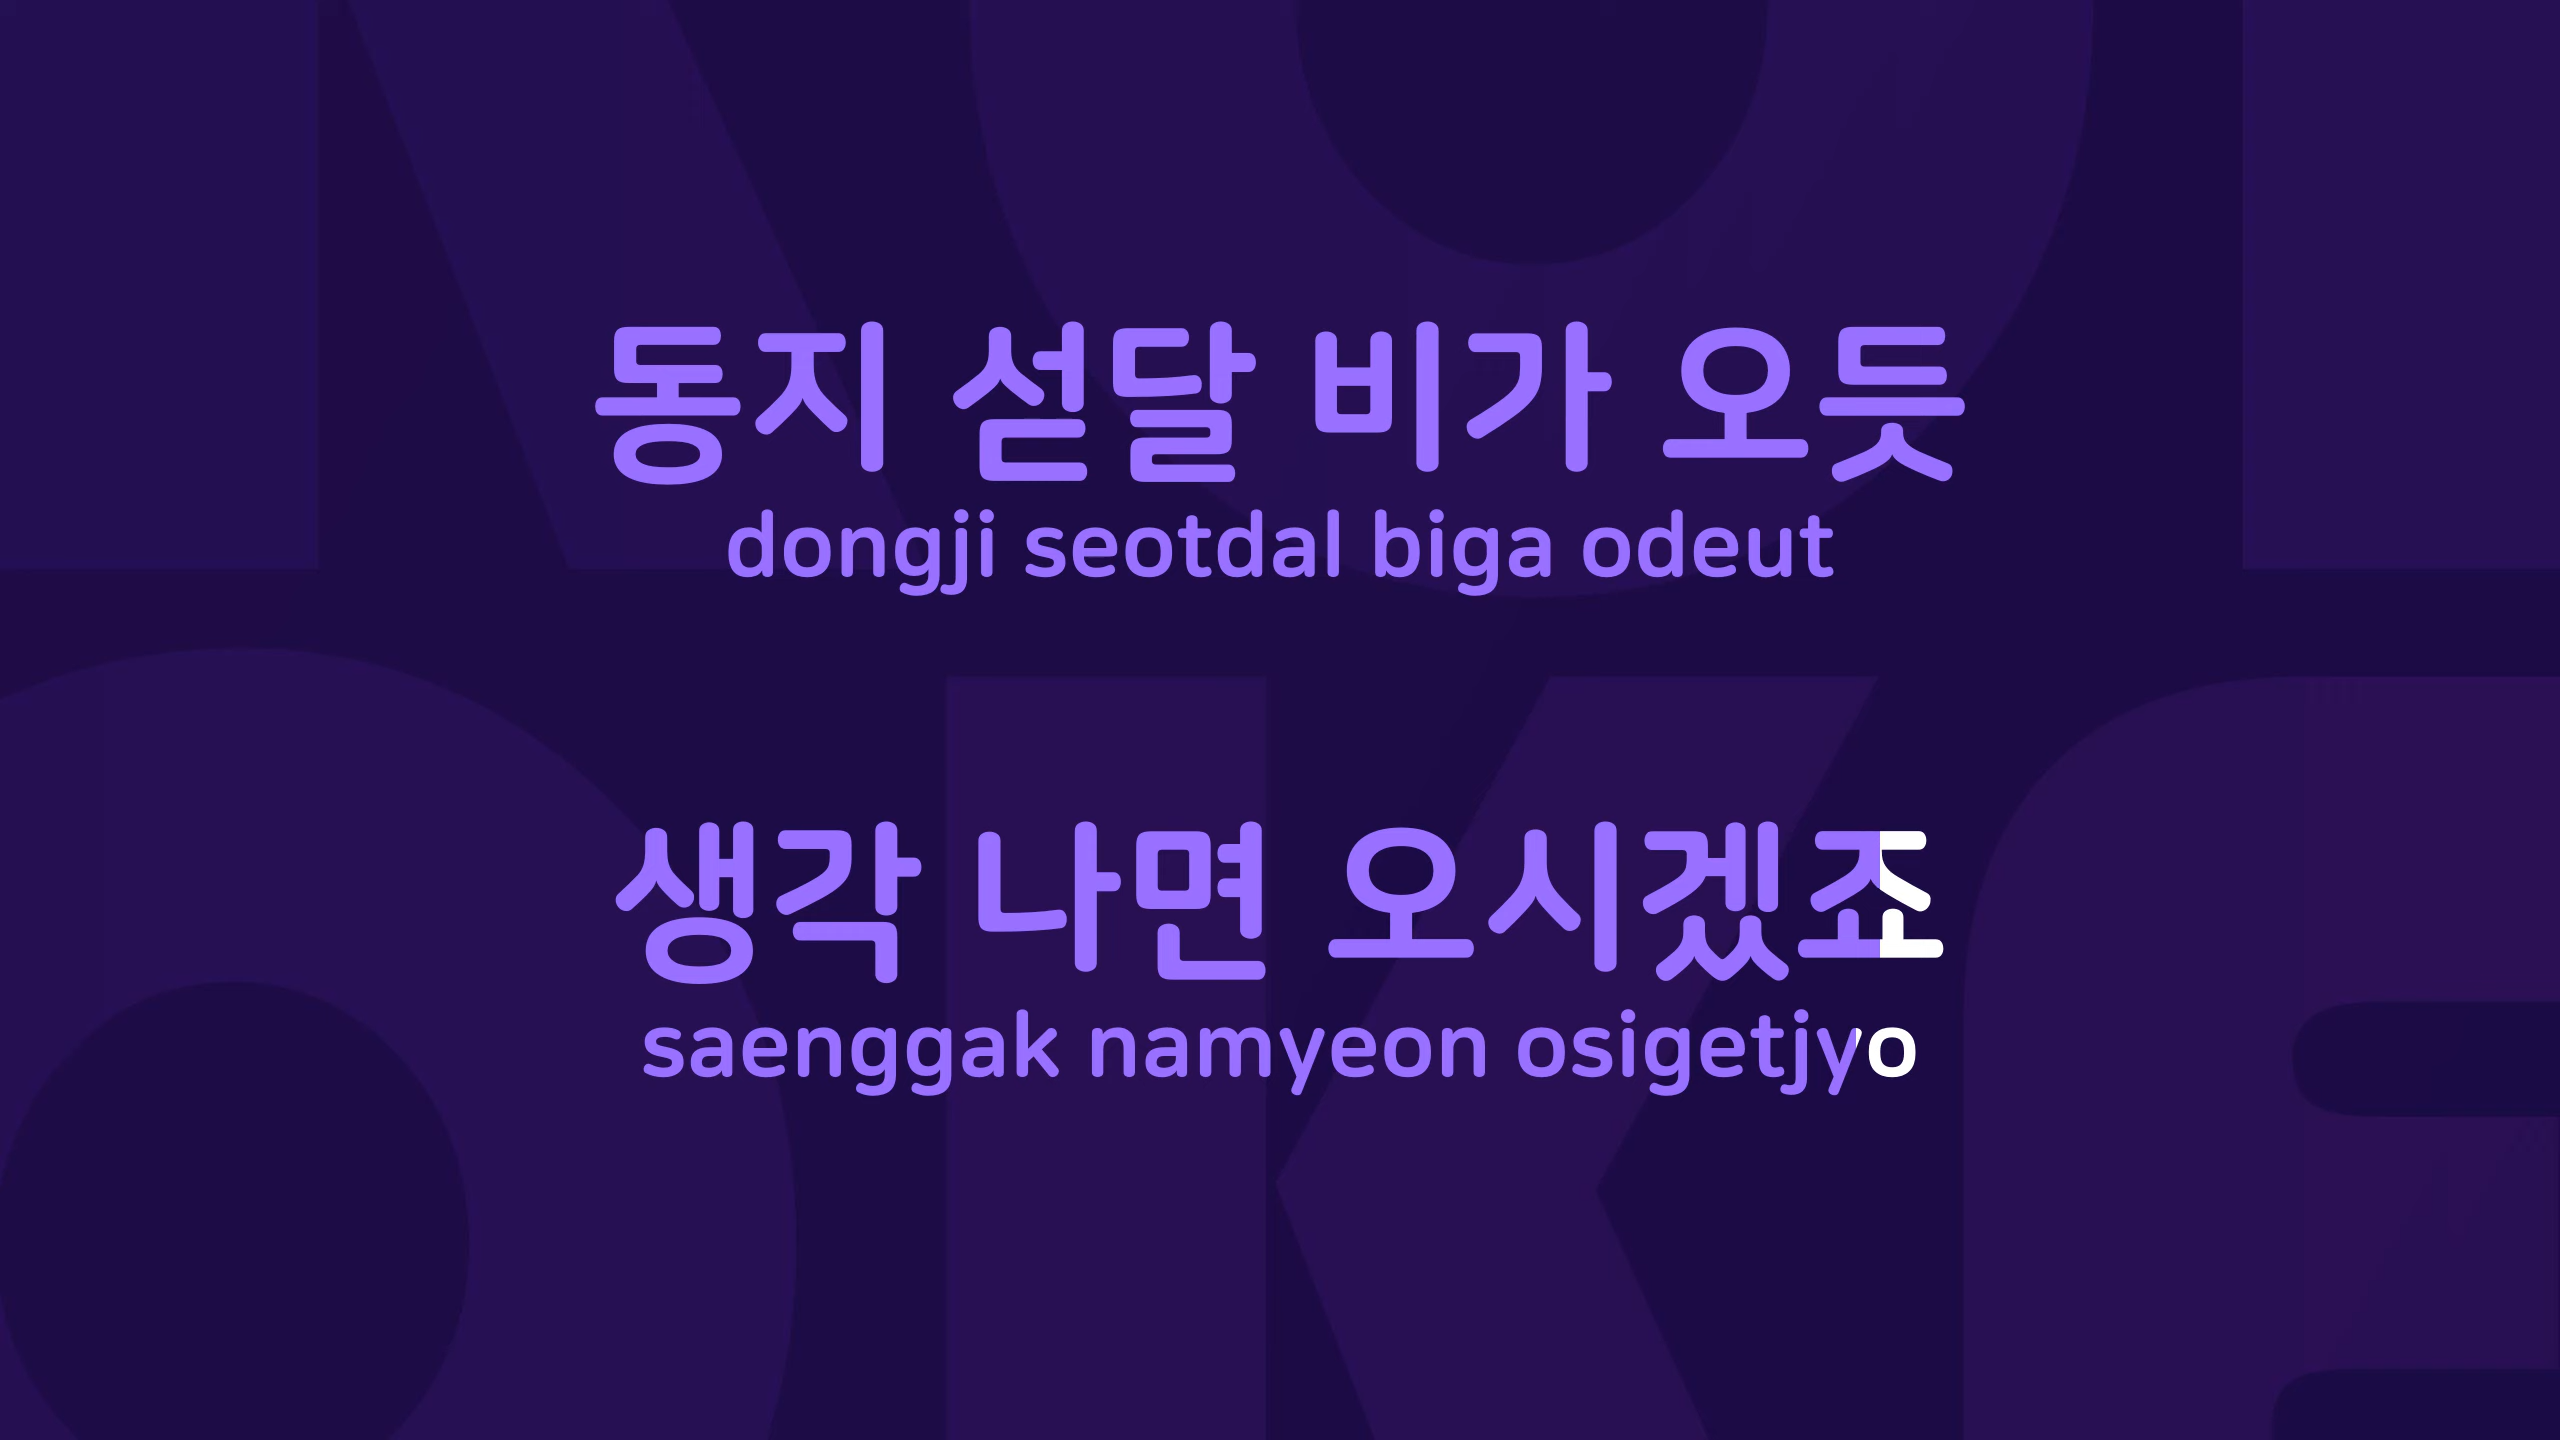 동지 섣달 비가 오듯
dongji seotdal biga odeut
생각 나면 오시겠죠
saenggak namyeon osigetjyo